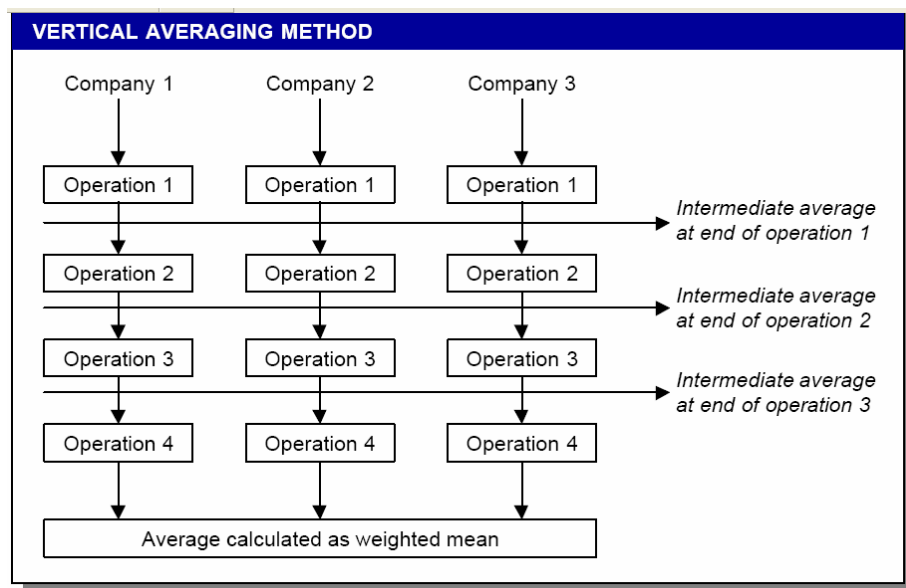 VERTICAL AVERAGING METHOD
Company 1
Company 2
Company 3
Operation 1
Operation 1
Operation 1
Intermediate average
at end of operation 1
Operation 2
Operation 2
Operation 2
Intermediate average
at end of operation 2
Operation 3
Operation 3
Operation 3
Intermediate average
at end of operation 3
Operation 4
Operation 4
Operation 4
Average calculated as weighted mean